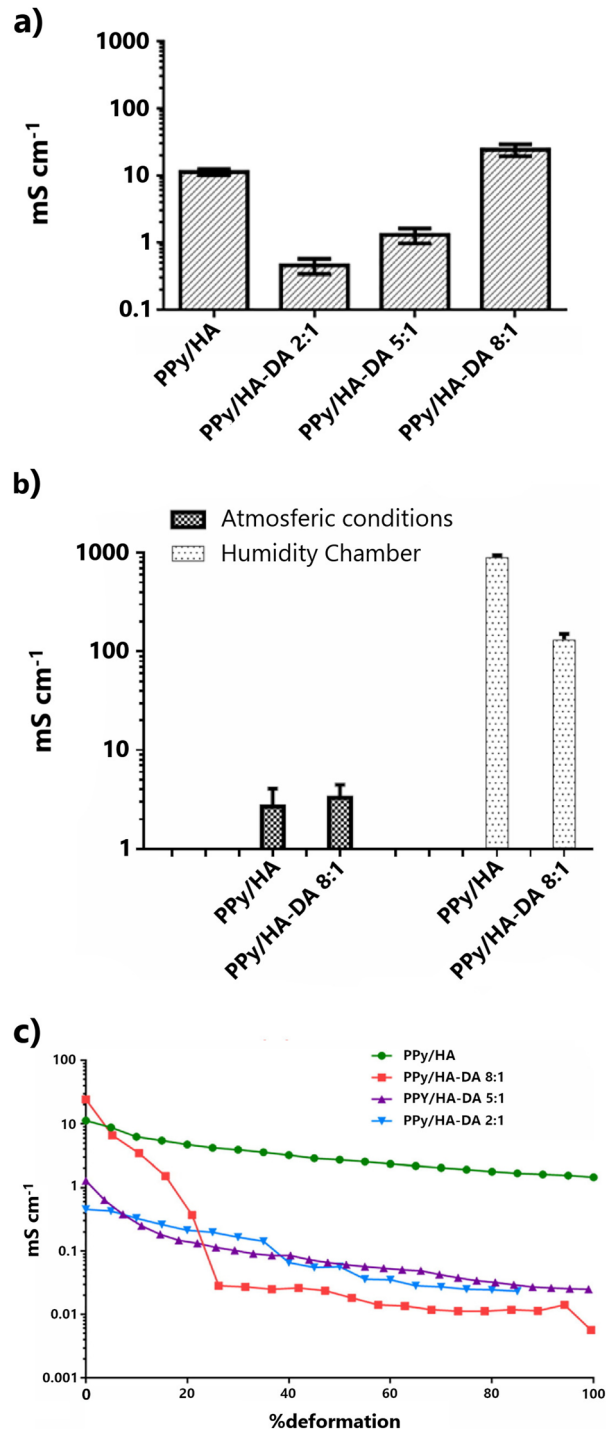 a)
1000
100
10
1
0.1
mS cm⁻¹
PPy/HA
PPy/HA-DA 2:1
PPy/HA-DA 5:1
PPy/HA-DA 8:1
b)
Atmosferic conditions
Humidity Chamber
1000
100
10
1
mS cm⁻¹
PPy/HA
PPy/HA-DA 8:1
PPy/HA
PPy/HA-DA 8:1
c)
PPy/HA
PPy/HA-DA 8:1
PPY/HA-DA 5:1
PPy/HA-DA 2:1
100
10
1
0.1
0.01
0.001
mS cm⁻¹
0 20 40 60 80 100
%deformation